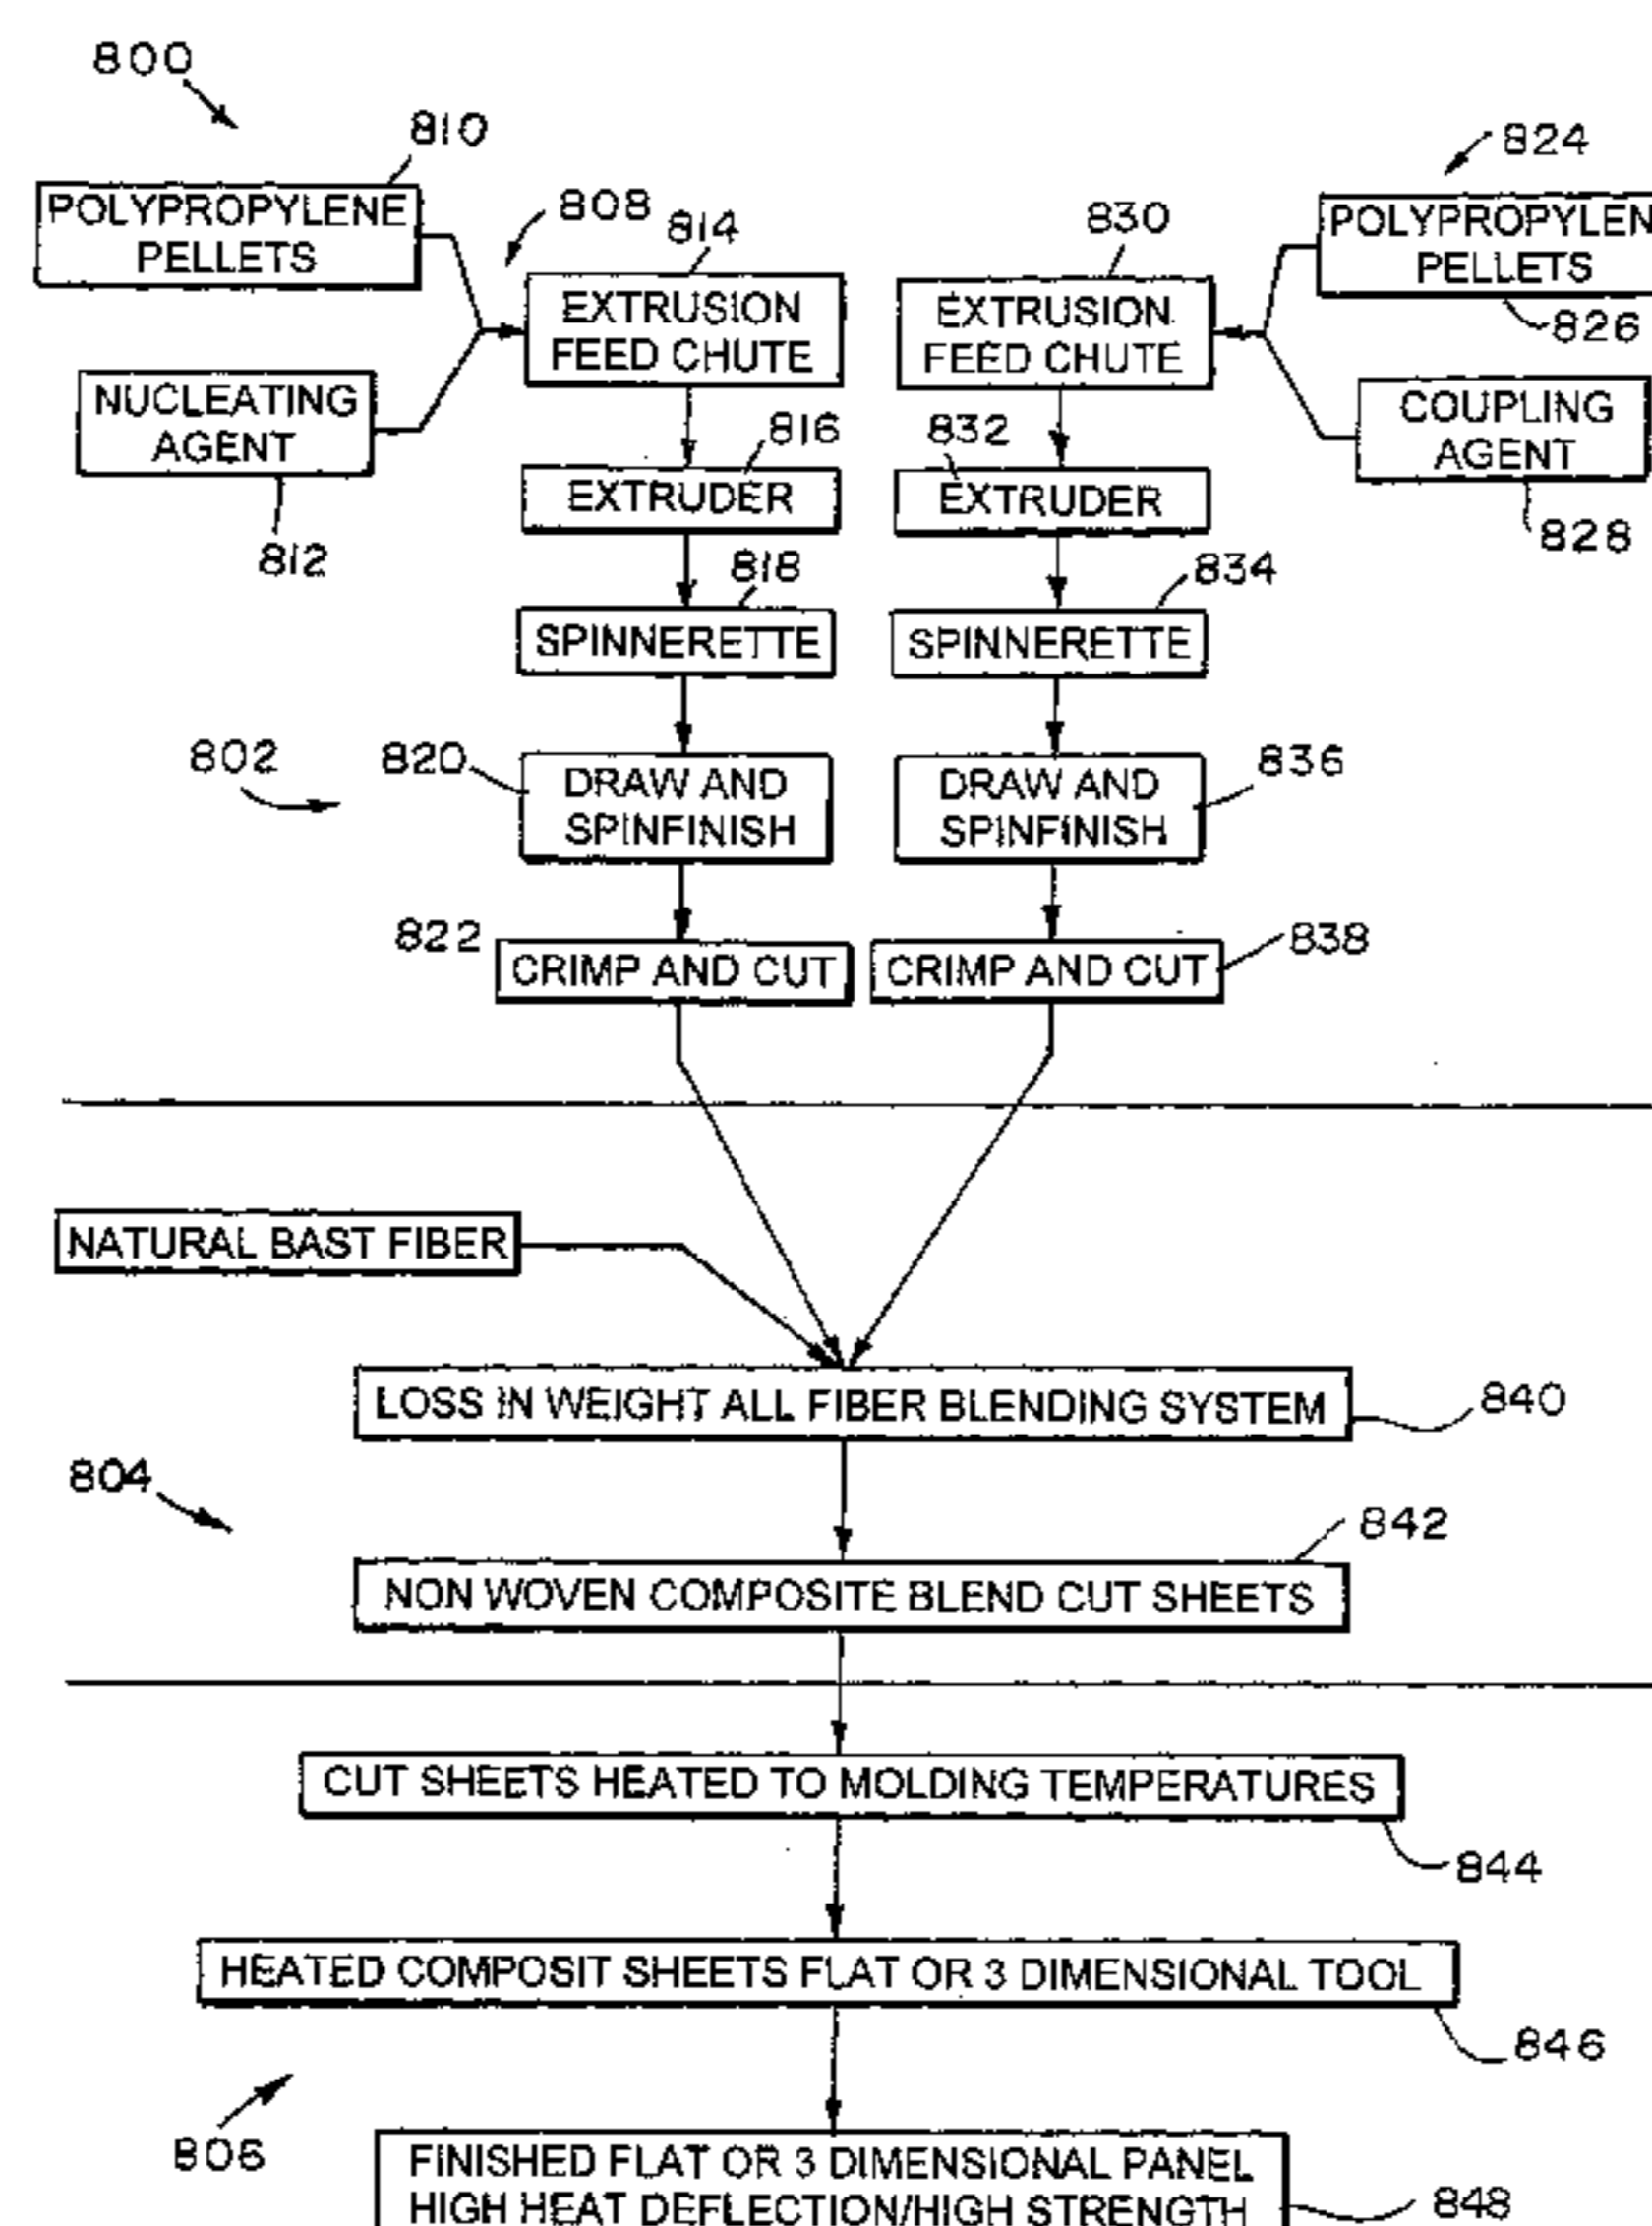 800
810
824
POLYPROPYLENE
PELLETS
808
814
830
POLYPROPYLEN
PELLETS
826
EXTRUSION
FEED CHUTE
EXTRUSION
FEED CHUTE
NUCLEATING
AGENT
812
COUPLING
AGENT
828
816
832
EXTRUDER
EXTRUDER
818
834
SPINNERETTE
SPINNERETTE
802
820
DRAW AND
SPINFINISH
DRAW AND
SPINFINISH
836
822
CRIMP AND CUT
CRIMP AND CUT
838
NATURAL BAST FIBER
LOSS IN WEIGHT ALL FIBER BLENDING SYSTEM
840
804
842
NON WOVEN COMPOSITE BLEND CUT SHEETS
CUT SHEETS HEATED TO MOLDING TEMPERATURES
844
HEATED COMPOSIT SHEETS FLAT OR 3 DIMENSIONAL TOOL
846
806
FINISHED FLAT OR 3 DIMENSIONAL PANEL
HIGH HEAT DEFLECTION/HIGH STRENGTH
848